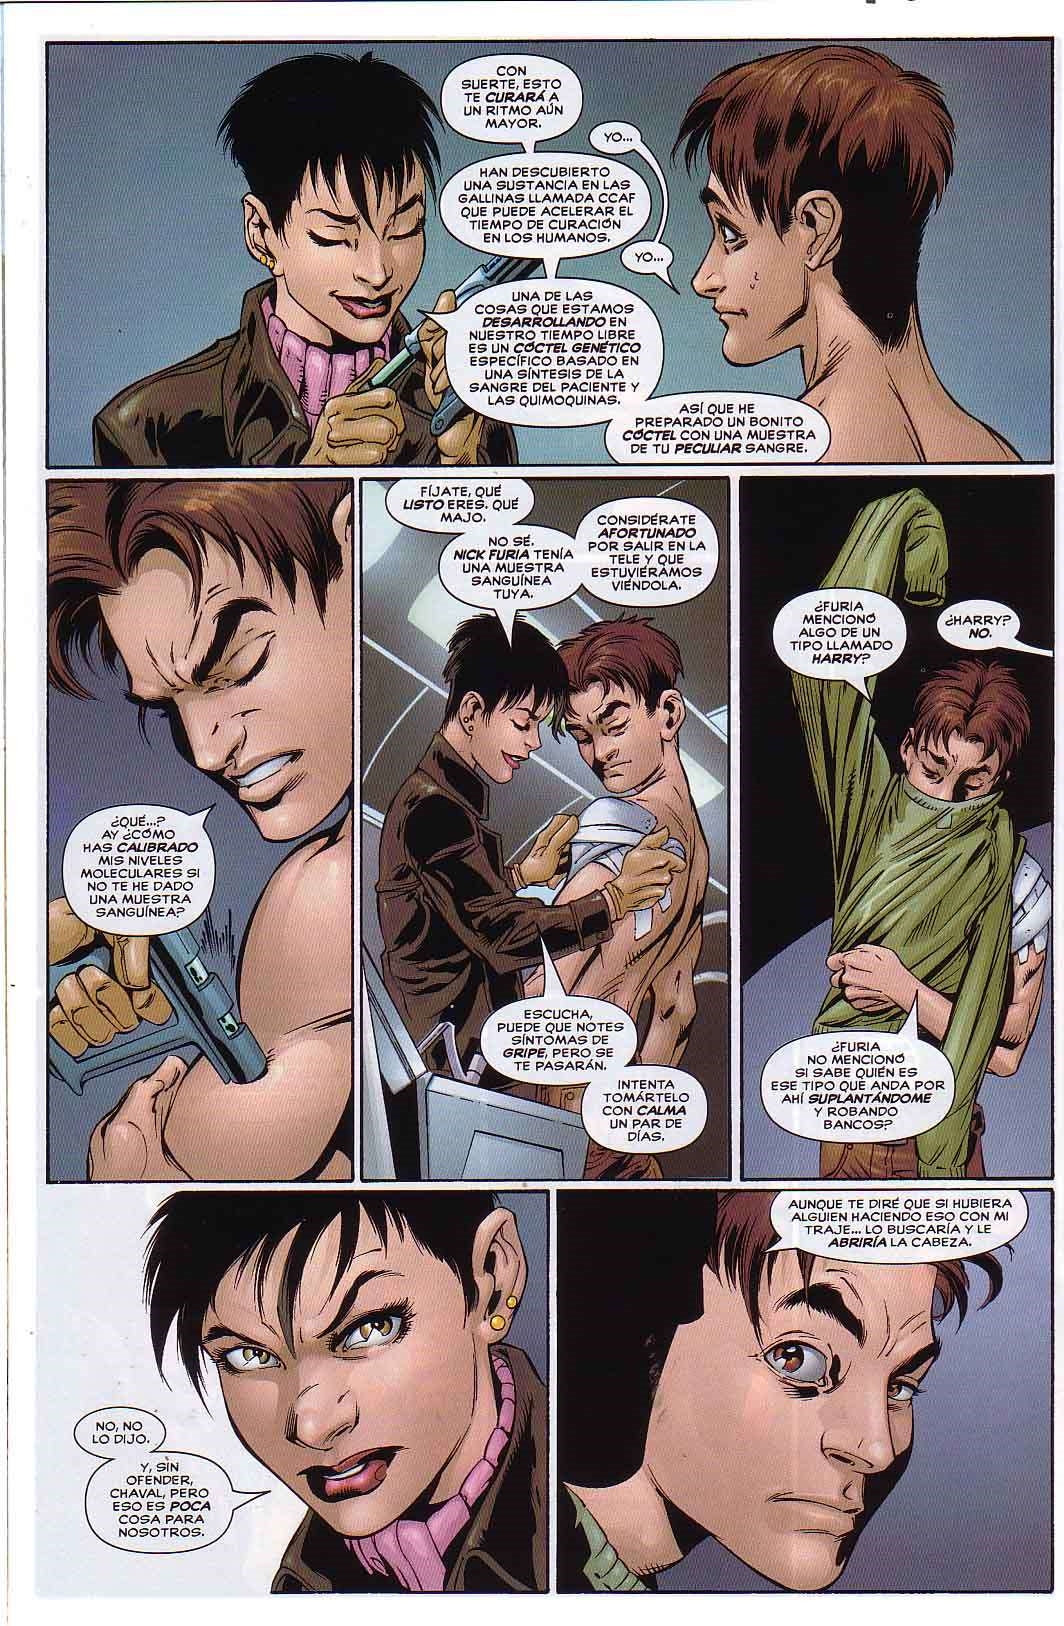 CON
SUERTE, ESTO
TE CURARÁ A
UN RITMO AÚN
MAYOR.
YO...
HAN DESCUBIERTO
UNA SUSTANCIA EN LAS
GALLINAS LLAMADA CCAF
QUE PUEDE ACELERAR EL
TIEMPO DE CURACIÓN
EN LOS HUMANOS.
YO...
UNA DE LAS
COSAS QUE ESTAMOS
DESARROLLANDO EN
NUESTRO TIEMPO LIBRE
ES UN CÓCTEL GENÉTICO
ESPECÍFICO BASADO EN
UNA SÍNTESIS DE LA
SANGRE DEL PACIENTE Y
LAS QUIMOQUINAS.
ASÍ QUE HE
PREPARADO UN BONITO
CÓCTEL CON UNA MUESTRA
DE TU PECULIAR SANGRE.
¿QUÉ...?
AY ¿CÓMO
HAS CALIBRADO
MIS NIVELES
MOLECULARES SI
NO TE HE DADO
UNA MUESTRA
SANGUÍNEA?
FÍJATE, QUÉ
LISTO ERES. QUÉ
MAJO.
NO SÉ.
NICK FURIA TENÍA
UNA MUESTRA
SANGUÍNEA
TUYA.
CONSIDÉRATE
AFORTUNADO
POR SALIR EN LA
TELE Y QUE
ESTUVIÉRAMOS
VIÉNDOLA.
ESCUCHA,
PUEDE QUE NOTES
SÍNTOMAS DE
GRIPE, PERO SE
TE PASARÁN.
INTENTA
TOMÁRTELO
CON CALMA
UN PAR DE
DÍAS.
¿FURIA
MENCIONÓ
ALGO DE UN
TIPO LLAMADO
HARRY?
¿HARRY?
NO.
¿FURIA
NO MENCIONÓ
SI SABE QUIÉN ES
ESE TIPO QUE ANDA POR
AHÍ SUPLANTÁNDOME
Y ROBANDO
BANCOS?
NO, NO
LO DIJO.
Y, SIN
OFENDER,
CHAVAL, PERO
ESO ES POCA
COSA PARA
NOSOTROS.
AUNQUE TE DIRÉ QUE SI HUBIERA
ALGUIEN HACIENDO ESO CON MI
TRAJE... LO BUSCARÍA Y LE
ABRIRÍA LA CABEZA.